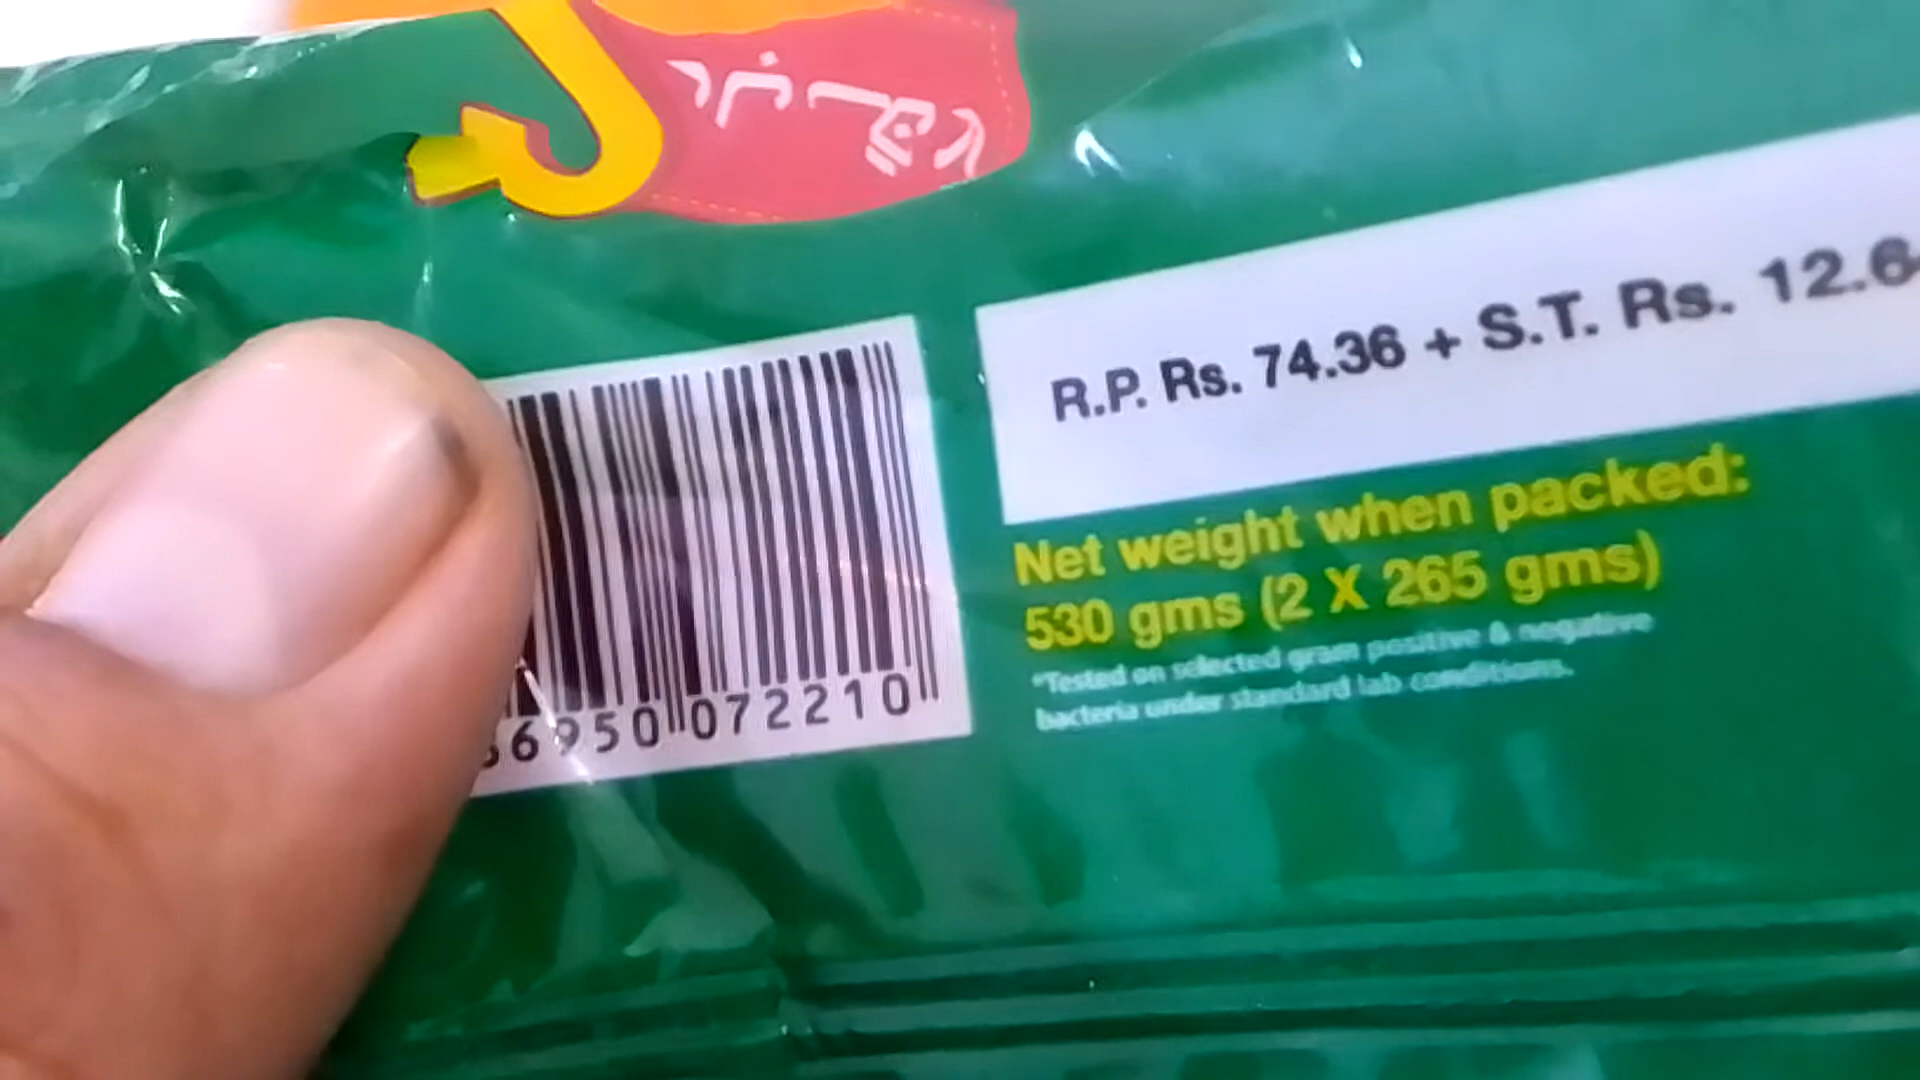 R.P. Rs. 74.36 + S.T. Rs. 12.6
Net weight when packed:
530 gms (2 X 265 gms)
*Tested on selected gram positive & negative
bacteria under standard lab conditions.
6950 072210